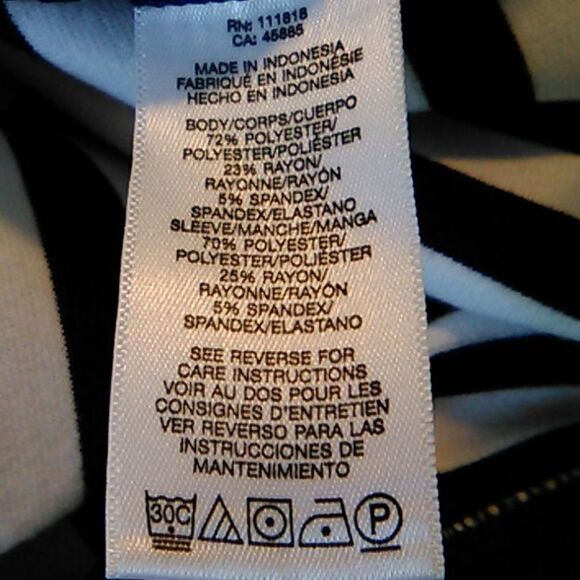 RN: 111818
CA: 45885
MADE IN INDONESIA
FABRIQUÉ EN INDONÉSIE
HECHO EN INDONESIA
BODY/CORPS/CUERPO
72% POLYESTER/
POLYESTER/POLIÉSTER
23% RAYON/
RAYONNE/RAYÓN
5% SPANDEX/
SPANDEX/ELASTANO
SLEEVE/MANCHE/MANGA
70% POLYESTER/
POLYESTER/POLIÉSTER
25% RAYON/
RAYONNE/RAYÓN
5% SPANDEX/
SPANDEX/ELASTANO
SEE REVERSE FOR
CARE INSTRUCTIONS
VOIR AU DOS POUR LES
CONSIGNES D'ENTRETIEN
VER REVERSO PARA LAS
INSTRUCCIONES DE
MANTENIMIENTO
30C P